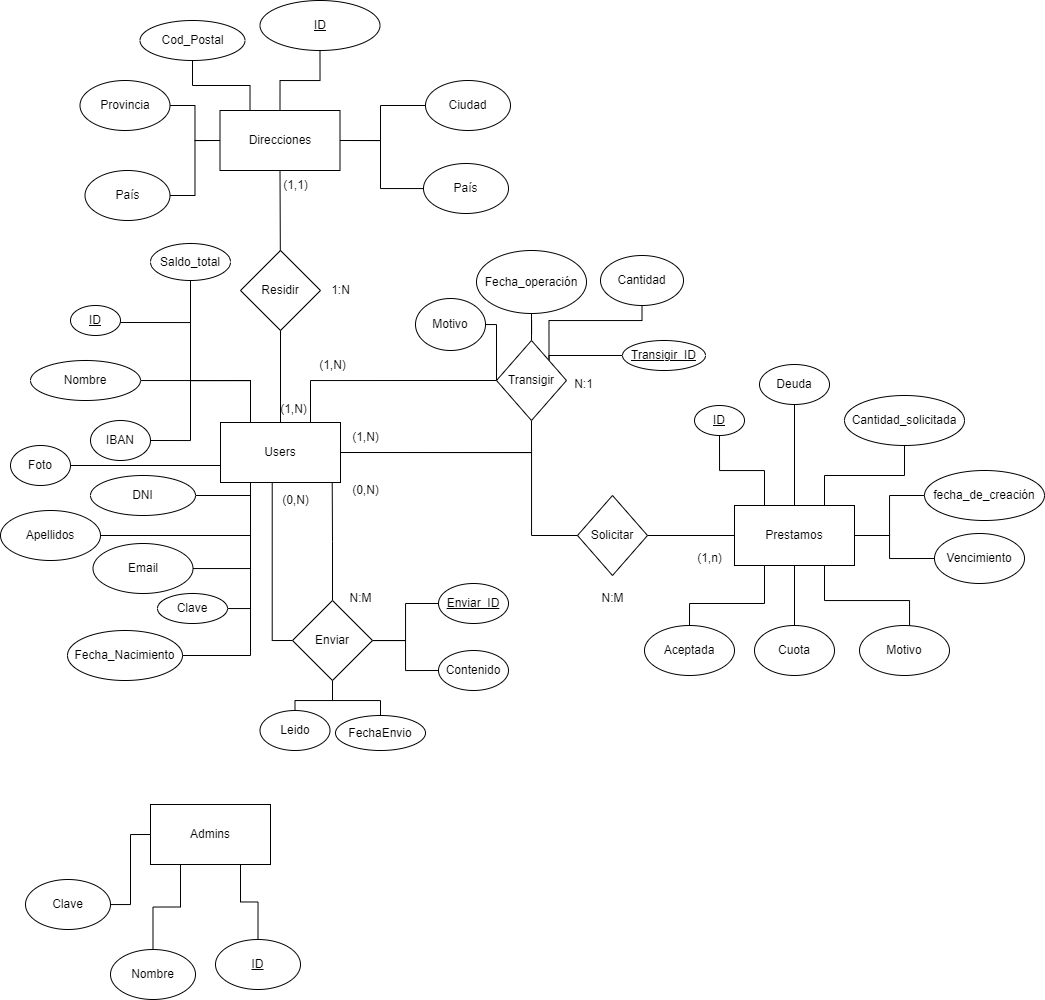 ID
Cod_Postal
Provincia
Ciudad
Direcciones
País
País
(1,1)
Saldo_total
Residir
1:N
ID
Fecha_operación
Cantidad
Motivo
Transigir_ID
Nombre
(1,N)
Transigir
N:1
Deuda
(1,N)
ID
Cantidad_solicitada
IBAN
(1,N)
Users
Foto
(0,N)
(0,N)
DNI
fecha_de_creación
Apellidos
Solicitar
Prestamos
(1,n)
Vencimiento
Email
N:M
N:M
Enviar_ID
Clave
Enviar
Fecha_Nacimiento
Contenido
Aceptada
Cuota
Motivo
Leido
FechaEnvio
Admins
Clave
Nombre
ID